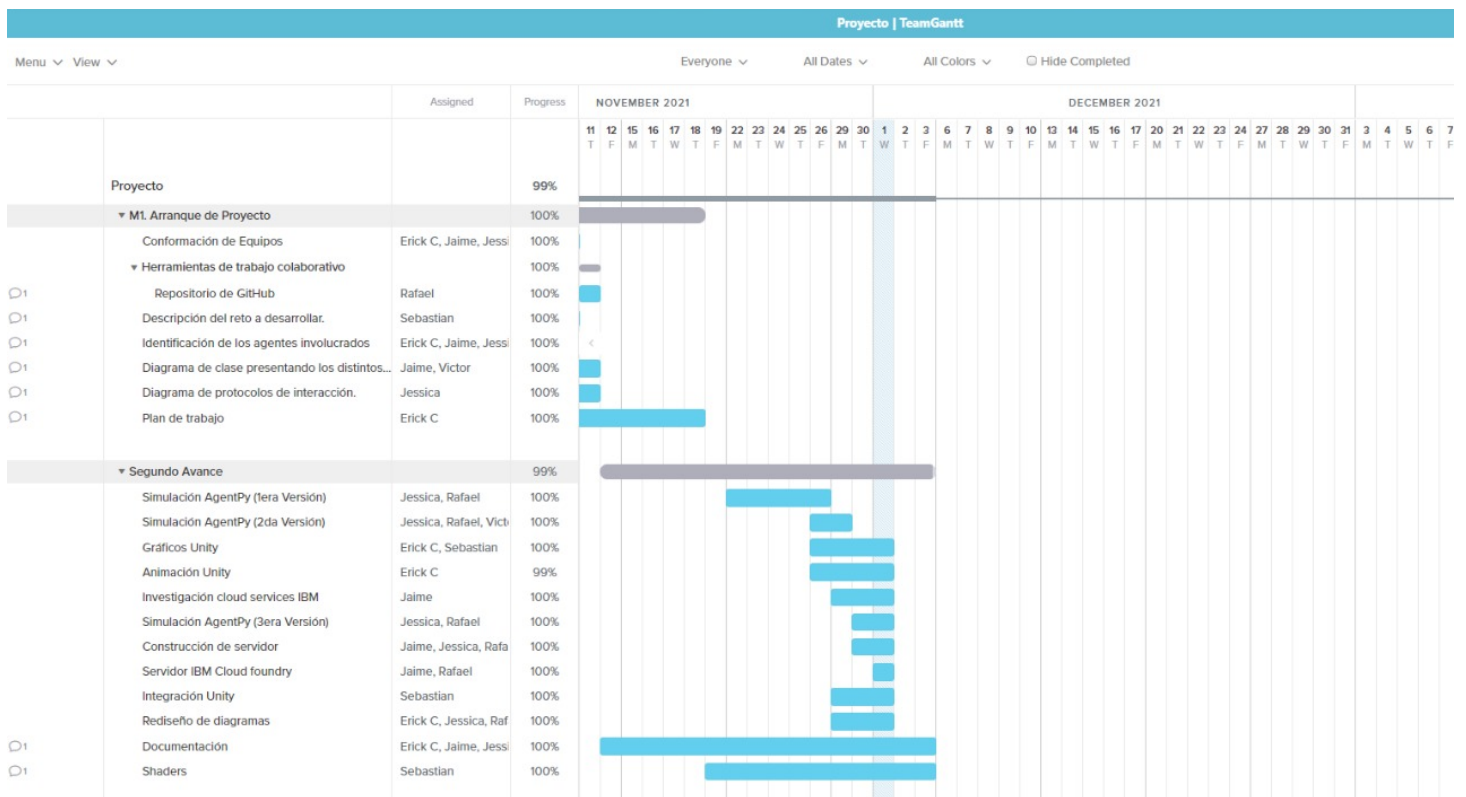 Proyecto | TeamGantt
Menu View Everyone All Dates All Colors Hide Completed
Assigned Progress NOVEMBER 2021 DECEMBER 2021
11 12 15 16 17 18 19 22 23 24 25 26 29 30 1 2 3 6 7 8 9 10 13 14 15 16 17 20 21 22 23 24 27 28 29 30 31 3 4 5 6 7
T F M T W T F M T W T F M T W T F M T W T F M T W T F M T W T F M T W T F M T W T F
Proyecto 99%
M1. Arranque de Proyecto 100%
Conformación de Equipos Erick C, Jaime, Jessi 100%
Herramientas de trabajo colaborativo 100%
1 Repositorio de GitHub Rafael 100%
1 Descripción del reto a desarrollar. Sebastian 100%
1 Identificación de los agentes involucrados Erick C, Jaime, Jessi 100%
1 Diagrama de clase presentando los distintos... Jaime, Victor 100%
1 Diagrama de protocolos de interacción. Jessica 100%
1 Plan de trabajo Erick C 100%
Segundo Avance 99%
Simulación AgentPy (1era Versión) Jessica, Rafael 100%
Simulación AgentPy (2da Versión) Jessica, Rafael, Vict 100%
Gráficos Unity Erick C, Sebastian 100%
Animación Unity Erick C 99%
Investigación cloud services IBM Jaime 100%
Simulación AgentPy (3era Versión) Jessica, Rafael 100%
Construcción de servidor Jaime, Jessica, Rafa 100%
Servidor IBM Cloud foundry Jaime, Rafael 100%
Integración Unity Sebastian 100%
Rediseño de diagramas Erick C, Jessica, Raf 100%
1 Documentación Erick C, Jaime, Jessi 100%
1 Shaders Sebastian 100%